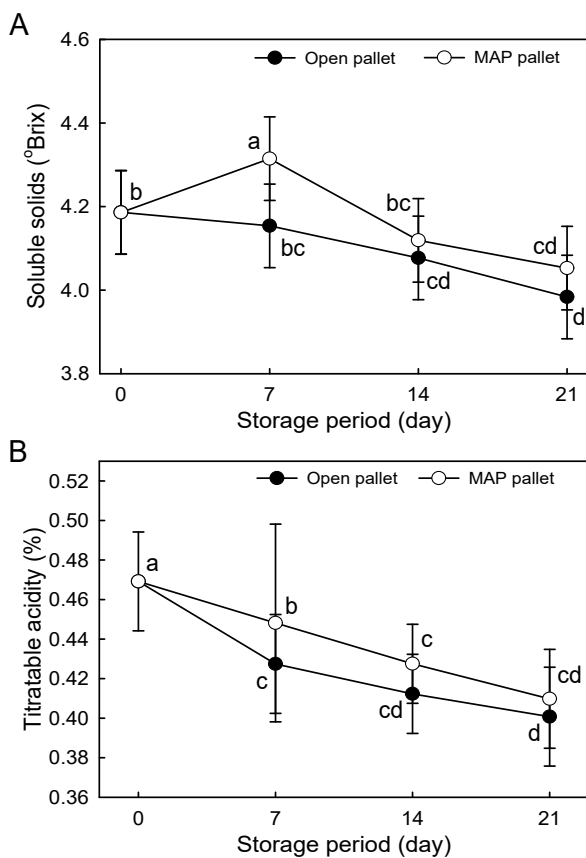 A
4.6
Open pallet
MAP pallet
4.4
4.2
4.0
3.8
Soluble solids (°Brix)
b
a
bc
bc
cd
cd
d
0
7
14
21
Storage period (day)
B
0.52
Open pallet
MAP pallet
0.50
0.48
0.46
0.44
0.42
0.40
0.36
Titratable acidity (%)
a
b
c
c
cd
cd
d
0
7
14
21
Storage period (day)